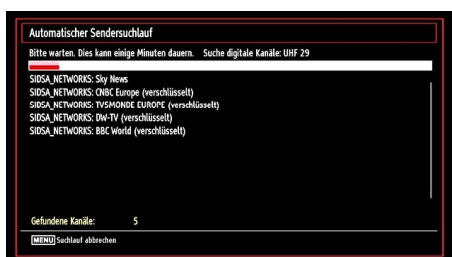 Automatischer Sendersuchlauf
Bitte warten. Dies kann einige Minuten dauern. Suche digitale Kanäle: UHF 29
SIDSA_NETWORKS: Sky News
SIDSA_NETWORKS: CNBC Europe (verschlüsselt)
SIDSA_NETWORKS: TV5MONDE EUROPE (verschlüsselt)
SIDSA_NETWORKS: DW-TV (verschlüsselt)
SIDSA_NETWORKS: BBC World (verschlüsselt)
Gefundene Kanäle: 5
MENU Suchlauf abbrechen